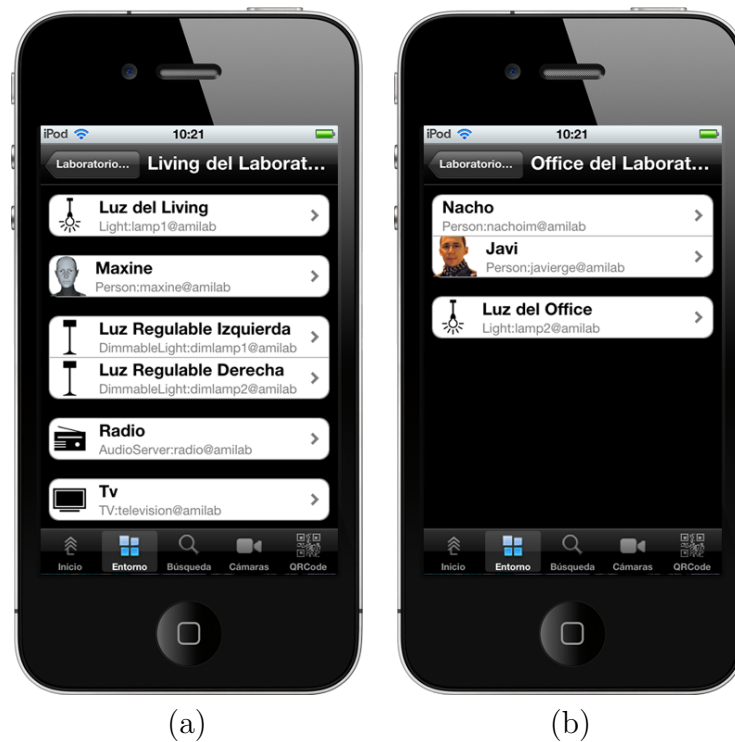 iPod 10:21
Laboratorio... Living del Laborat...
Luz del Living
Light:lamp1@amilab
Maxine
Person:maxine@amilab
Luz Regulable Izquierda
DimmableLight:dimlamp1@amilab
Luz Regulable Derecha
DimmableLight:dimlamp2@amilab
Radio
AudioServer:radio@amilab
Tv
TV:television@amilab
Inicio Entorno Búsqueda Cámaras QRCode
(a)
iPod 10:21
Laboratorio... Office del Laborat...
Nacho
Person:nachoim@amilab
Javi
Person:javierge@amilab
Luz del Office
Light:lamp2@amilab
Inicio Entorno Búsqueda Cámaras QRCode
(b)